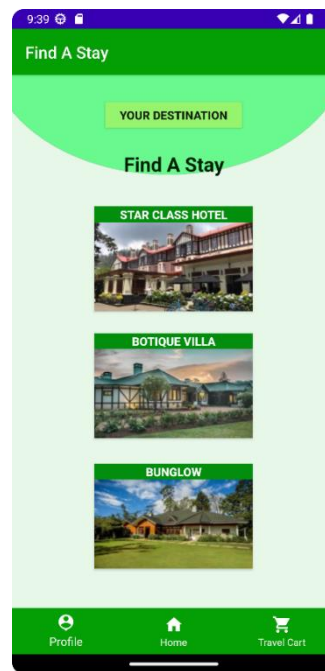 9:39
Find A Stay
YOUR DESTINATION
Find A Stay
STAR CLASS HOTEL
BOTIQUE VILLA
BUNGLOW
Profile
Home
Travel Cart